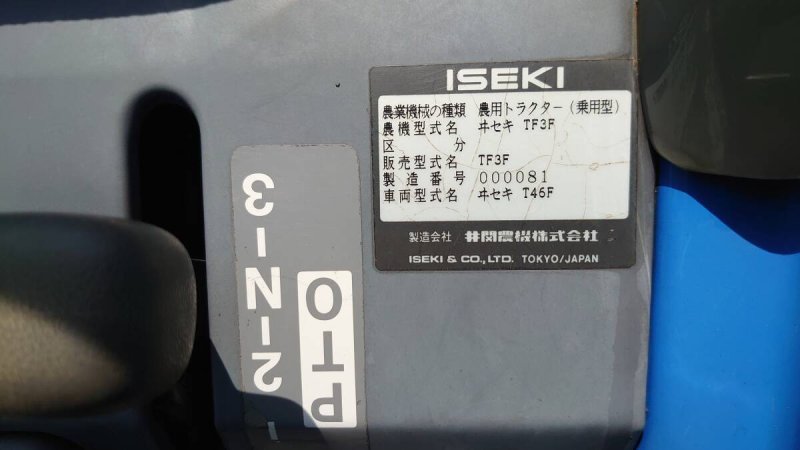 ISEKI
農業機械の種類 農用トラクター（乗用型）
農機型式名 ヰセキ TF3F
区分
販売型式名 TF3F
製造番号 000081
車両型式名 ヰセキ T46F
製造会社 井関農機株式会社
ISEKI & CO., LTD. TOKYO/JAPAN
3-N-2-
PTO